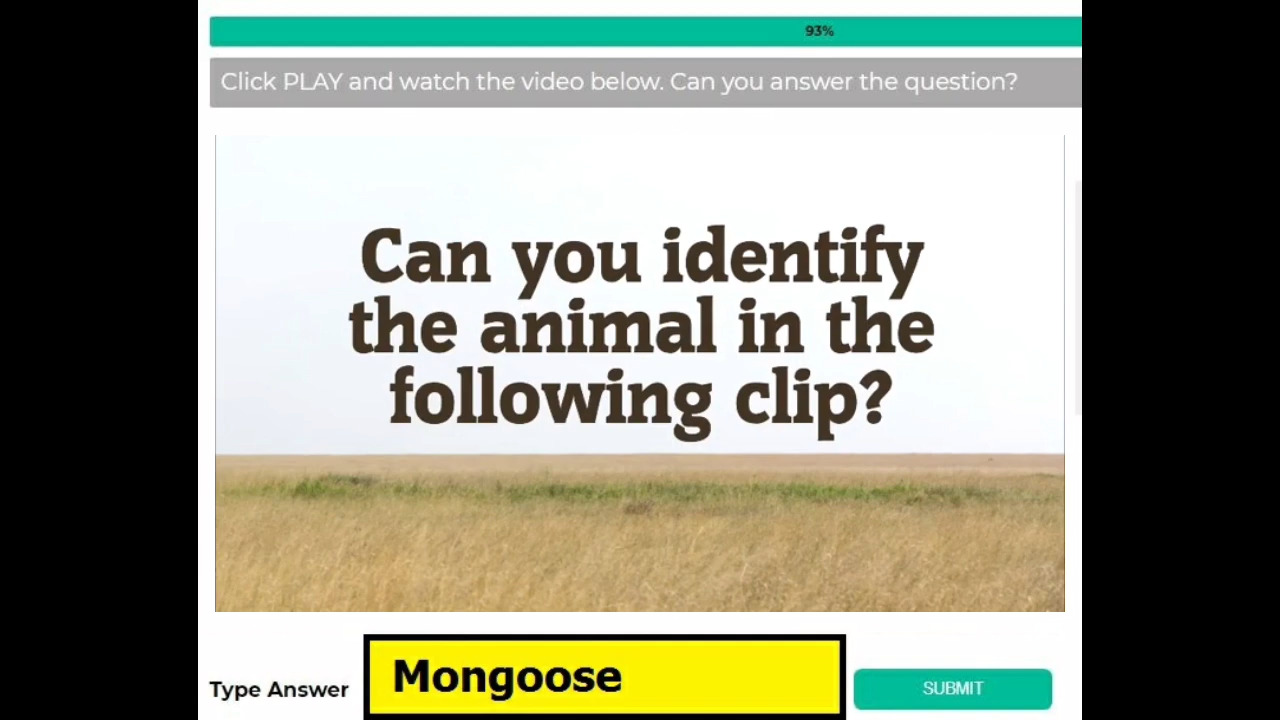 93%
Click PLAY and watch the video below. Can you answer the question?
Can you identify
the animal in the
following clip?
Type Answer
Mongoose
SUBMIT